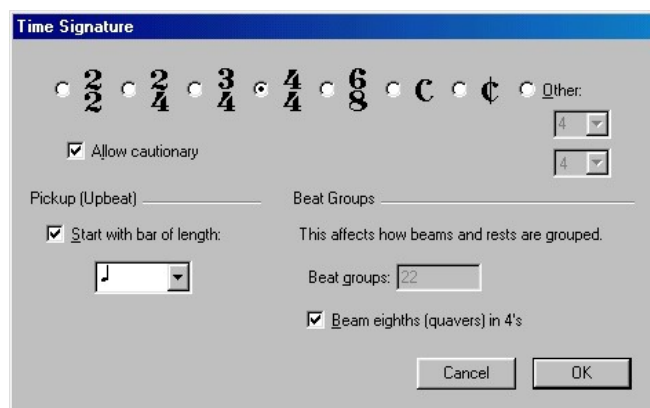 Time Signature
2/2 2/4 3/4 4/4 6/8 C ¢ Other:
4
Allow cautionary
4
Pickup (Upbeat) Beat Groups
Start with bar of length: This affects how beams and rests are grouped.
♩ Beat groups: 22
Beam eighths (quavers) in 4's
Cancel OK